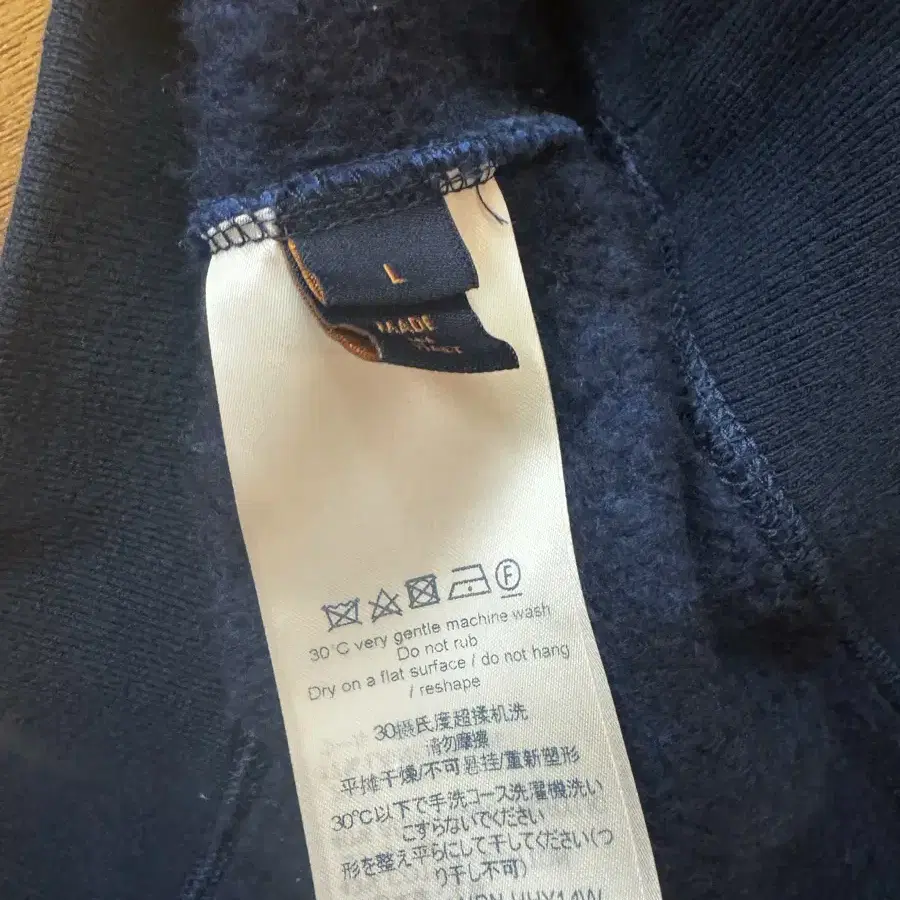 L
MADE
F
30°C very gentle machine wash
Do not rub
Dry on a flat surface / do not hang
/ reshape
30摄氏度超揉机洗
请勿摩擦
平摊干燥/不可悬挂/重新塑形
30℃以下で手洗コース洗濯機洗い
こすらないでください
形を整え平らにして干してください(つ
り干し不可)